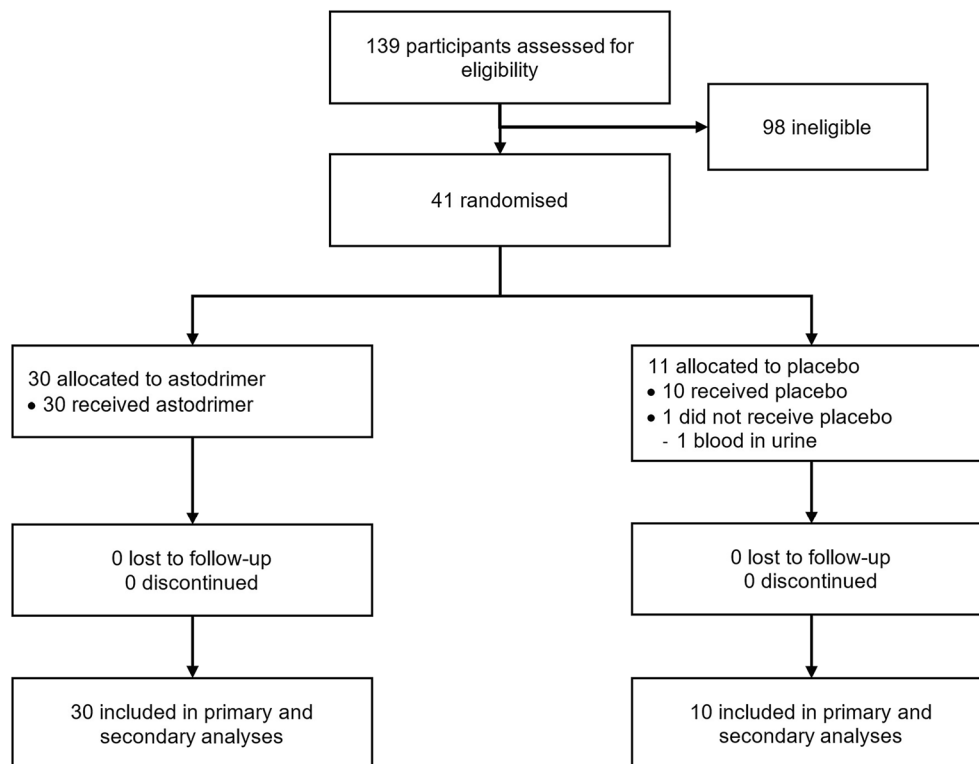 139 participants assessed for
eligibility
98 ineligible
41 randomised
30 allocated to astodrimer
• 30 received astodrimer
11 allocated to placebo
• 10 received placebo
• 1 did not receive placebo
- 1 blood in urine
0 lost to follow-up
0 discontinued
0 lost to follow-up
0 discontinued
30 included in primary and
secondary analyses
10 included in primary and
secondary analyses